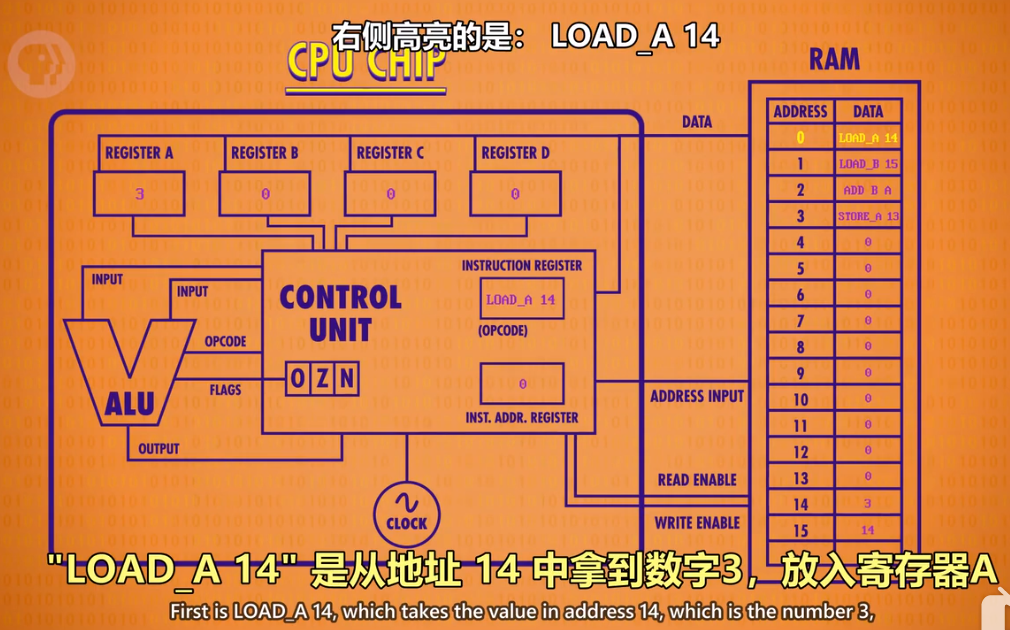 右侧高亮的是： LOAD_A 14
CPU CHIP
RAM
DATA
ADDRESS DATA
0 LOAD_A 14
1 LOAD_B 15
2 ADD B A
3 STORE_A 13
4 0
5 0
6 0
7 0
8 0
9 0
10 0
11 0
12 0
13 0
14 3
15 14
REGISTER A REGISTER B REGISTER C REGISTER D
3 0 0 0
INPUT
INPUT
CONTROL
UNIT
INSTRUCTION REGISTER
LOAD_A 14
(OPCODE)
OPCODE
FLAGS
O Z N
0
INST. ADDR. REGISTER
ALU
OUTPUT
CLOCK
ADDRESS INPUT
READ ENABLE
WRITE ENABLE
"LOAD_A 14" 是从地址 14 中拿到数字3，放入寄存器A
First is LOAD_A 14, which takes the value in address 14, which is the number 3,